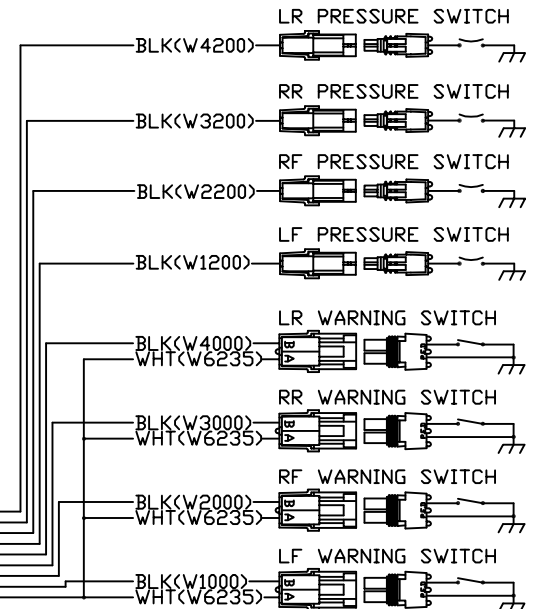 LR PRESSURE SWITCH
BLK(W4200)
RR PRESSURE SWITCH
BLK(W3200)
RF PRESSURE SWITCH
BLK(W2200)
LF PRESSURE SWITCH
BLK(W1200)
LR WARNING SWITCH
BLK(W4000) B
WHT(W6235) A
RR WARNING SWITCH
BLK(W3000) B
WHT(W6235) A
RF WARNING SWITCH
BLK(W2000) B
WHT(W6235) A
LF WARNING SWITCH
BLK(W1000) B
WHT(W6235) A